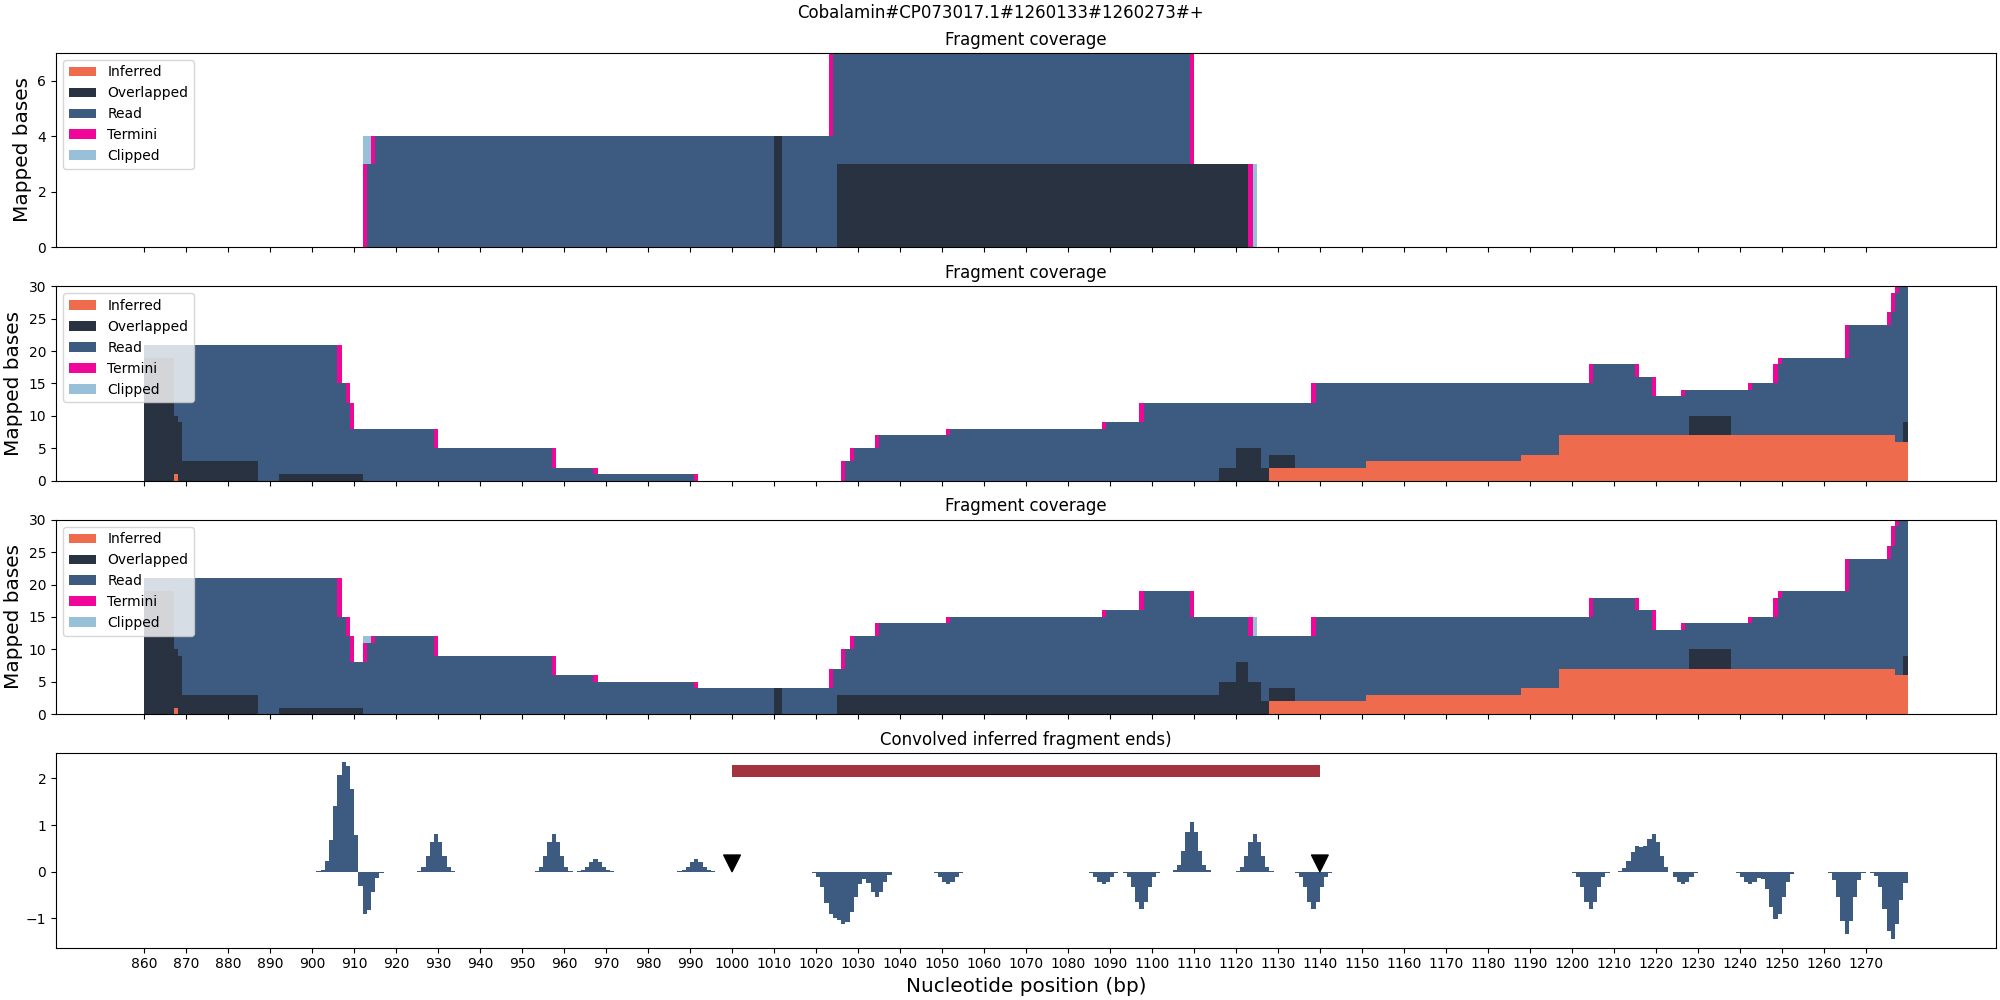 Cobalamin#CP073017.1#1260133#1260273#+
Fragment coverage
Mapped bases
6
4
2
0
Inferred
Overlapped
Read
Termini
Clipped
Fragment coverage
Mapped bases
30
25
20
15
10
5
0
Inferred
Overlapped
Read
Termini
Clipped
Fragment coverage
Mapped bases
30
25
20
15
10
5
0
Inferred
Overlapped
Read
Termini
Clipped
Convolved inferred fragment ends)
2
1
0
−1
860 870 880 890 900 910 920 930 940 950 960 970 980 990 1000 1010 1020 1030 1040 1050 1060 1070 1080 1090 1100 1110 1120 1130 1140 1150 1160 1170 1180 1190 1200 1210 1220 1230 1240 1250 1260 1270
Nucleotide position (bp)